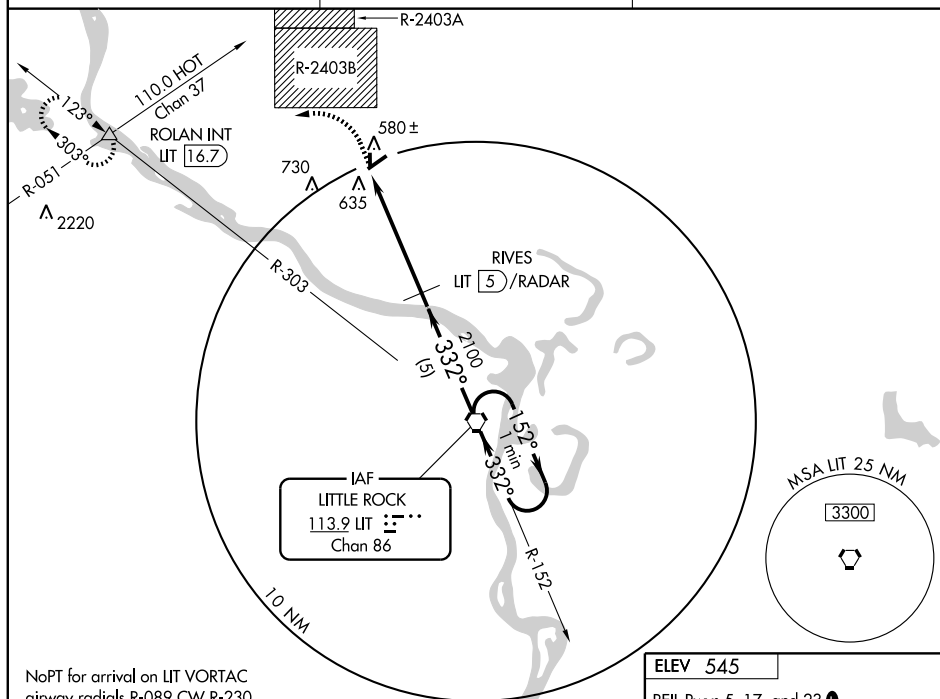 R-2403A
R-2403B
110.0 HOT
Chan 37
123°
303°
ROLAN INT
LIT 16.7
R-051
580 ±
730
635
2220
R-303
RIVES
LIT 5 /RADAR
2100
332°
(5)
152°
1 min
332°
IAF
LITTLE ROCK
113.9 LIT
Chan 86
R-152
MSA LIT 25 NM
3300
10 NM
NoPT for arrival on LIT VORTAC
airway radials R-089 CW R-230
ELEV 545
REIL Rwys 5, 17, and 23